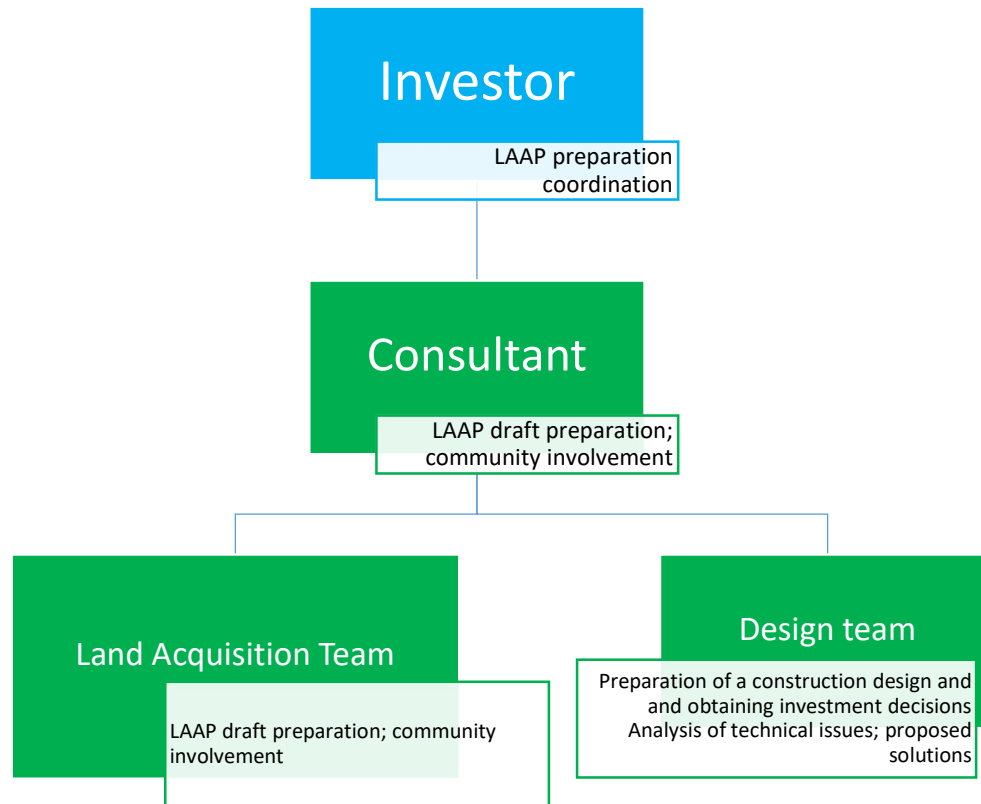 Investor
LAAP preparation
coordination
Consultant
LAAP draft preparation;
community involvement
Land Acquisition Team
LAAP draft preparation; community
involvement
Design team
Preparation of a construction design and
and obtaining investment decisions
Analysis of technical issues; proposed
solutions